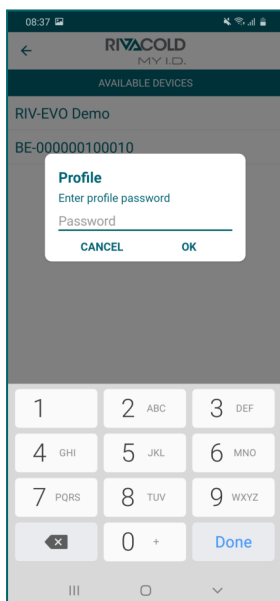 08:37
RIVACOLD
MY I.D.
AVAILABLE DEVICES
RIV-EVO Demo
BE-000000100010
Profile
Enter profile password
Password
CANCEL OK
1 2 ABC 3 DEF
4 GHI 5 JKL 6 MNO
7 PQRS 8 TUV 9 WXYZ
0 + Done